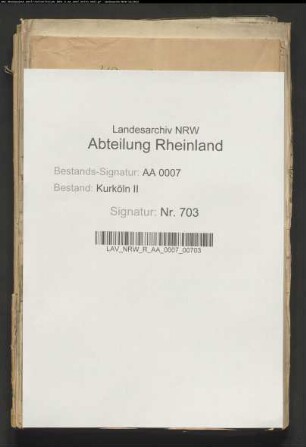 Landesarchiv NRW
Abteilung Rheinland
Bestands-Signatur: AA 0007
Bestand: Kurköln II
Signatur: Nr. 703
LAV_NRW_R_AA_0007_00703